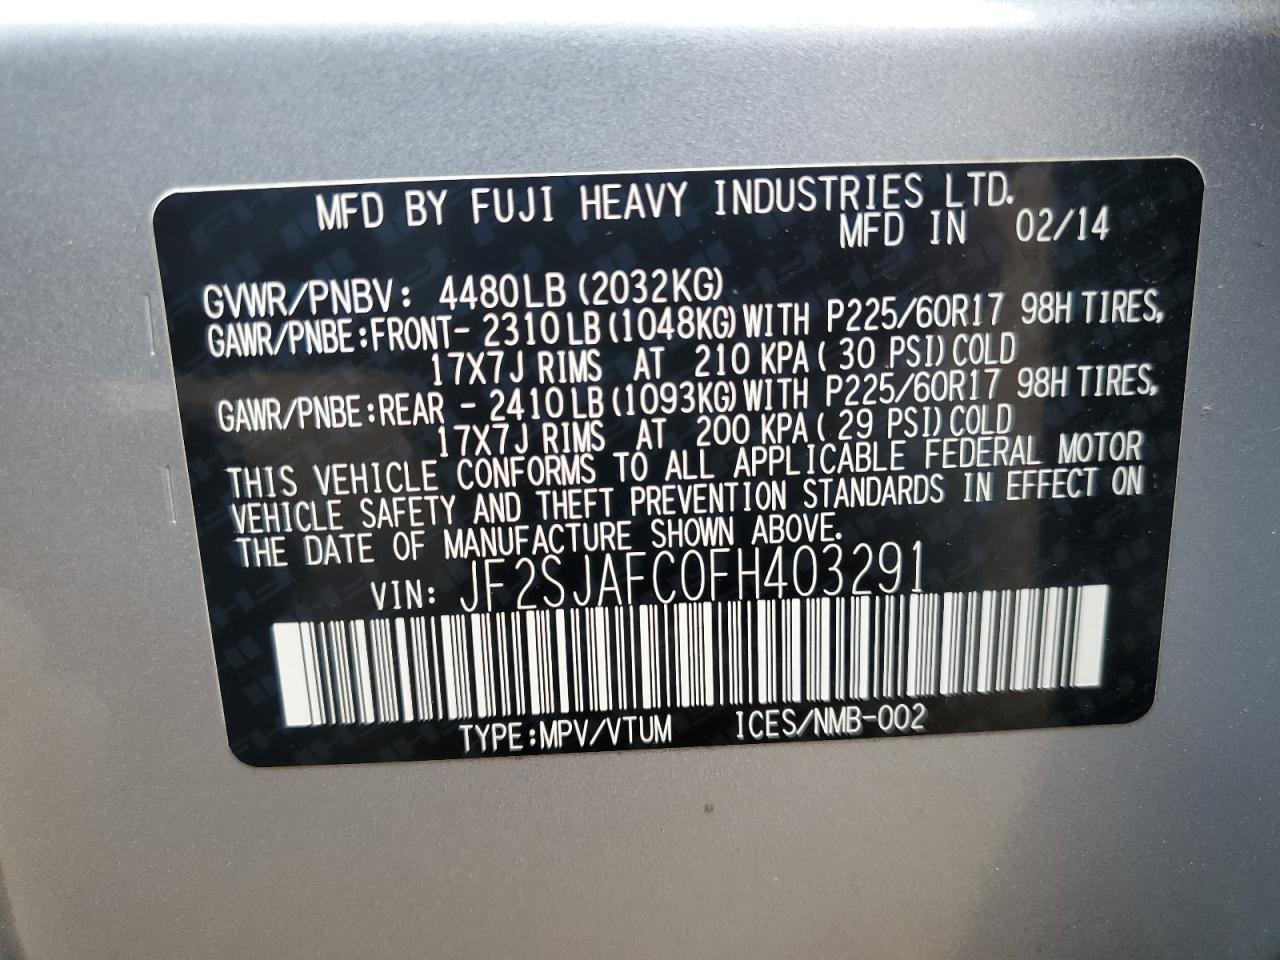 MFD BY FUJI HEAVY INDUSTRIES LTD.
MFD IN 02/14
GVWR/PNBV: 4480LB (2032KG)
GAWR/PNBE:FRONT- 2310LB (1048KG) WITH P225/60R17 98H TIRES,
17X7J RIMS AT 210 KPA ( 30 PSI) COLD
GAWR/PNBE:REAR - 2410LB (1093KG) WITH P225/60R17 98H TIRES,
17X7J RIMS AT 200 KPA ( 29 PSI) COLD
THIS VEHICLE CONFORMS TO ALL APPLICABLE FEDERAL MOTOR
VEHICLE SAFETY AND THEFT PREVENTION STANDARDS IN EFFECT ON
THE DATE OF MANUFACTURE SHOWN ABOVE.
VIN: JF2SJAFC0FH403291
TYPE:MPV/VTUM ICES/NMB-002